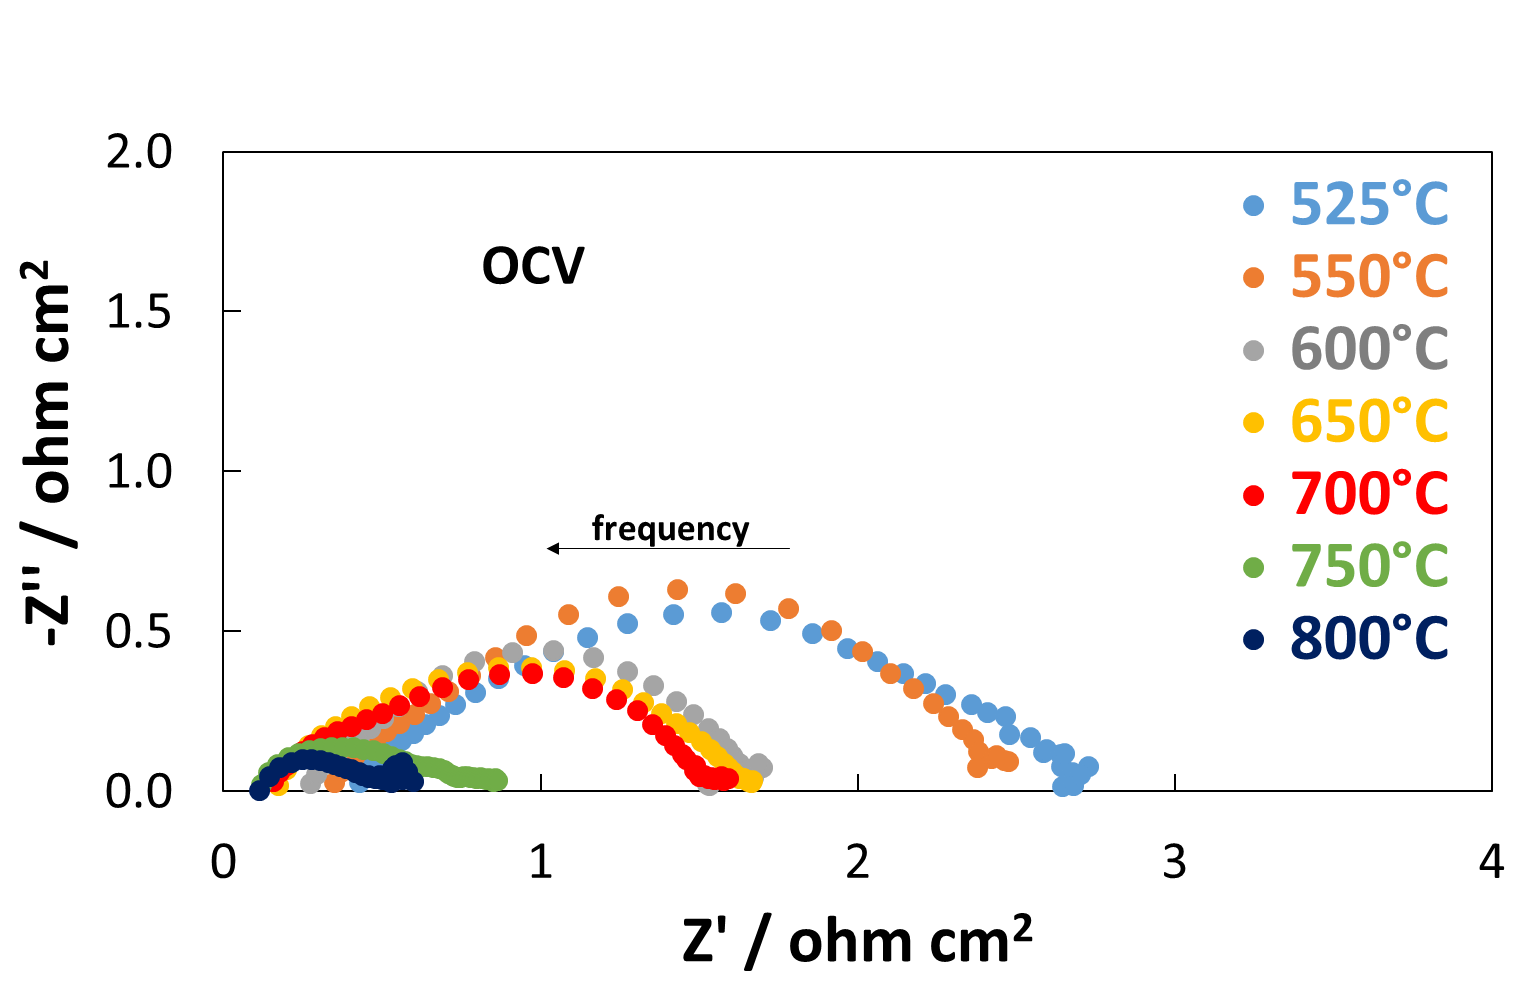 2.0
1.5
1.0
0.5
0.0
-Z'' / ohm cm²
OCV
frequency
525°C
550°C
600°C
650°C
700°C
750°C
800°C
0 1 2 3 4
Z' / ohm cm²